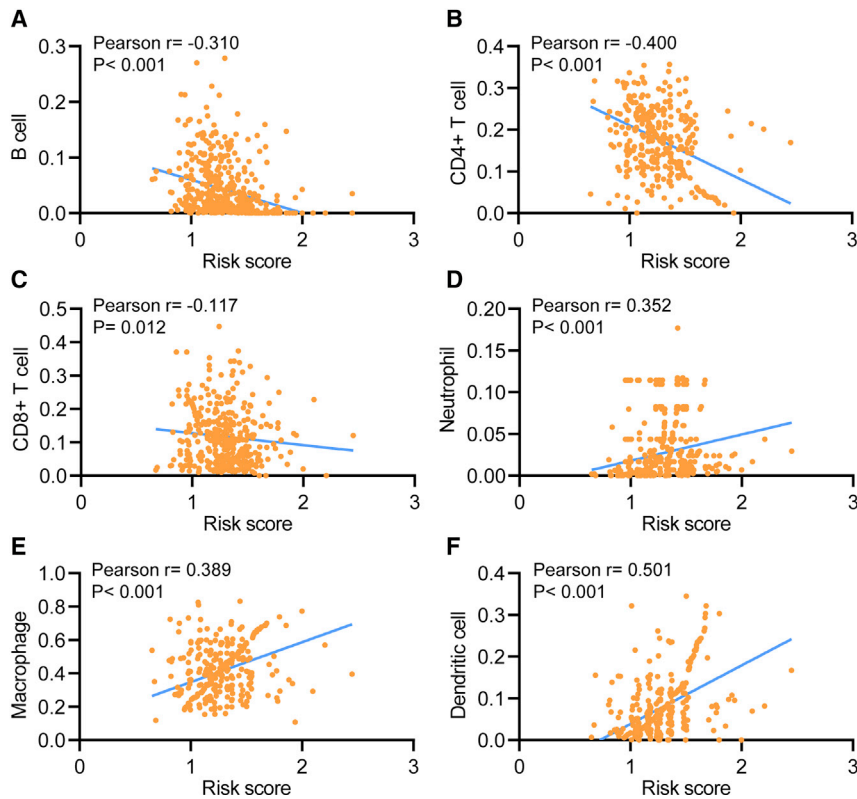 A
Pearson r= -0.310
P< 0.001
B cell
0.3
0.2
0.1
0.0
0 1 2 3
Risk score
B
Pearson r= -0.400
P< 0.001
CD4+ T cell
0.4
0.3
0.2
0.1
0.0
0 1 2 3
Risk score
C
Pearson r= -0.117
P= 0.012
CD8+ T cell
0.5
0.4
0.3
0.2
0.1
0.0
0 1 2 3
Risk score
D
Pearson r= 0.352
P< 0.001
Neutrophil
0.20
0.15
0.10
0.05
0.00
0 1 2 3
Risk score
E
Pearson r= 0.389
P< 0.001
Macrophage
1.0
0.8
0.6
0.4
0.2
0.0
0 1 2 3
Risk score
F
Pearson r= 0.501
P< 0.001
Dendritic cell
0.4
0.3
0.2
0.1
0.0
0 1 2 3
Risk score